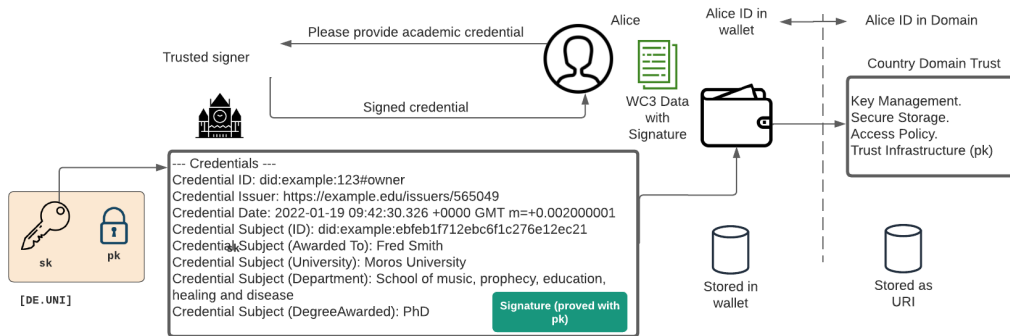 Please provide academic credential
Alice
Alice ID in
wallet
Alice ID in Domain
Trusted signer
Country Domain Trust
Signed credential
WC3 Data
with
Signature
Key Management.
Secure Storage.
Access Policy.
Trust Infrastructure (pk)
--- Credentials ---
Credential ID: did:example:123#owner
Credential Issuer: https://example.edu/issuers/565049
Credential Date: 2022-01-19 09:42:30.326 +0000 GMT m=+0.002000001
Credential Subject (ID): did:example:ebfeb1f712ebc6f1c276e12ec21
Credential Subject (Awarded To): Fred Smith
sk
Credential Subject (University): Moros University
Credential Subject (Department): School of music, prophecy, education,
healing and disease
Credential Subject (DegreeAwarded): PhD
Signature (proved with
pk)
sk
pk
[DE.UNI]
Stored in
wallet
Stored as
URI